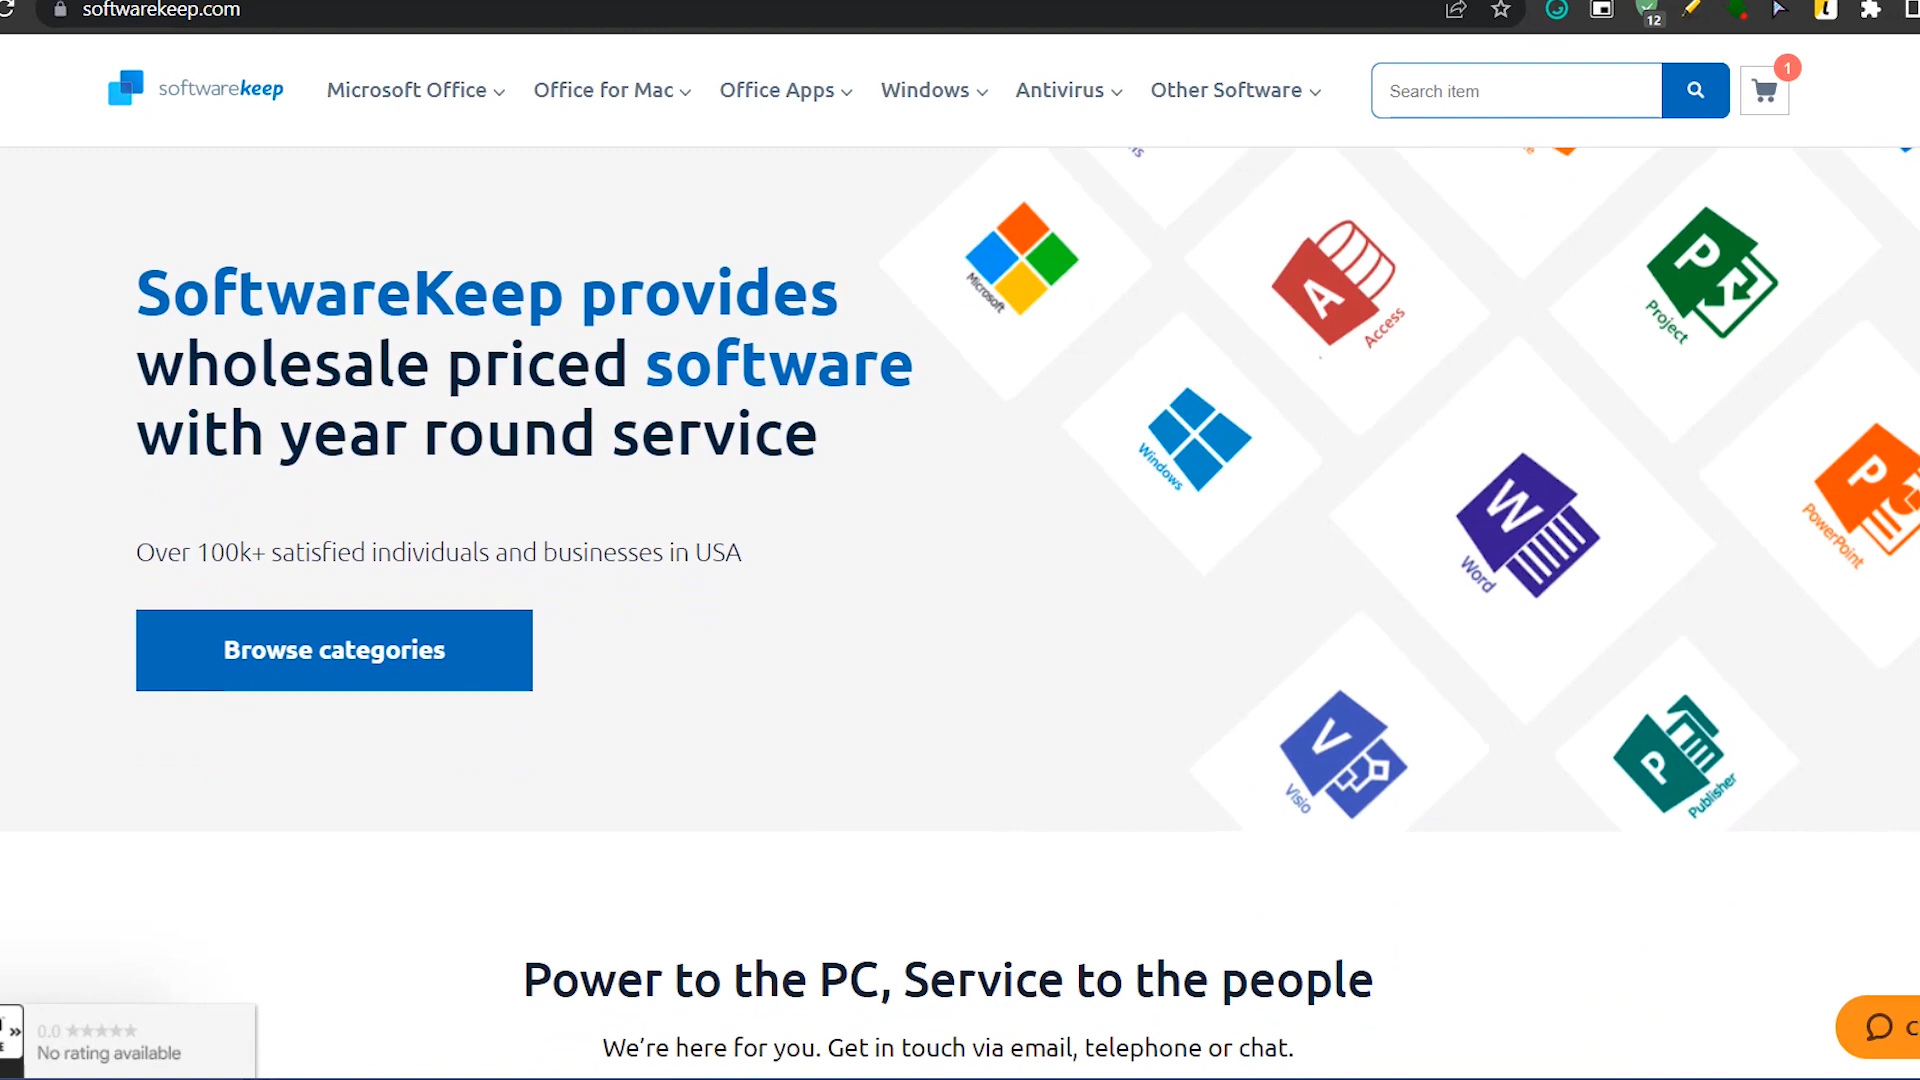 softwarekeep.com
12
softwarekeep
Microsoft Office
Office for Mac
Office Apps
Windows
Antivirus
Other Software
Search item
1
SoftwareKeep provides
wholesale priced software
with year round service
Over 100k+ satisfied individuals and businesses in USA
Browse categories
Microsoft
A
Access
P
Project
Windows
W
Word
P
PowerPoint
V
Visio
P
Publisher
Power to the PC, Service to the people
We're here for you. Get in touch via email, telephone or chat.
0.0 ★★★★★
No rating available